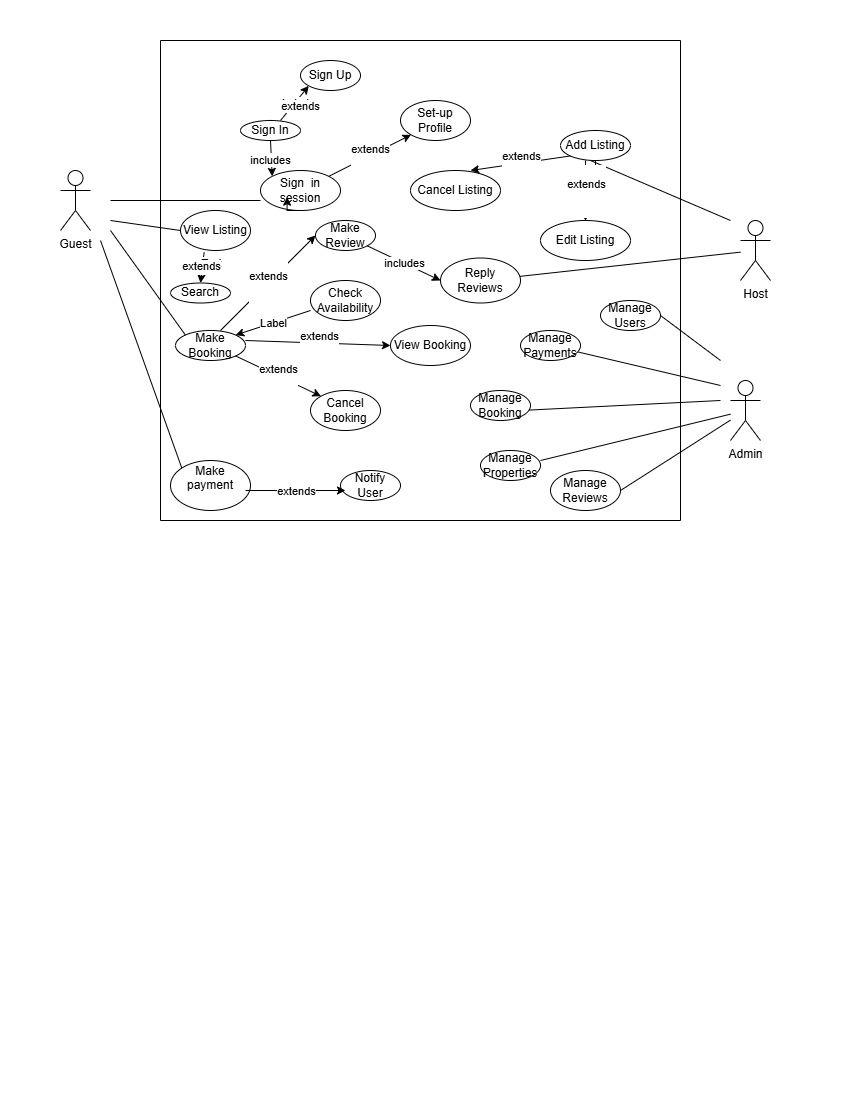 Sign Up
extends
Sign In
includes
Set-up
Profile
extends
Sign  in
session
Add Listing
extends
Cancel Listing
extends
Guest
View Listing
extends
Search
Make
Review
includes
Edit Listing
extends
Reply
Reviews
Host
Check
Availability
Label
Make
Booking
extends
View Booking
extends
Cancel
Booking
Manage
Users
Manage
Payments
Manage
Booking
Admin
Manage
Properties
Manage
Reviews
Make
payment
extends
Notify
User